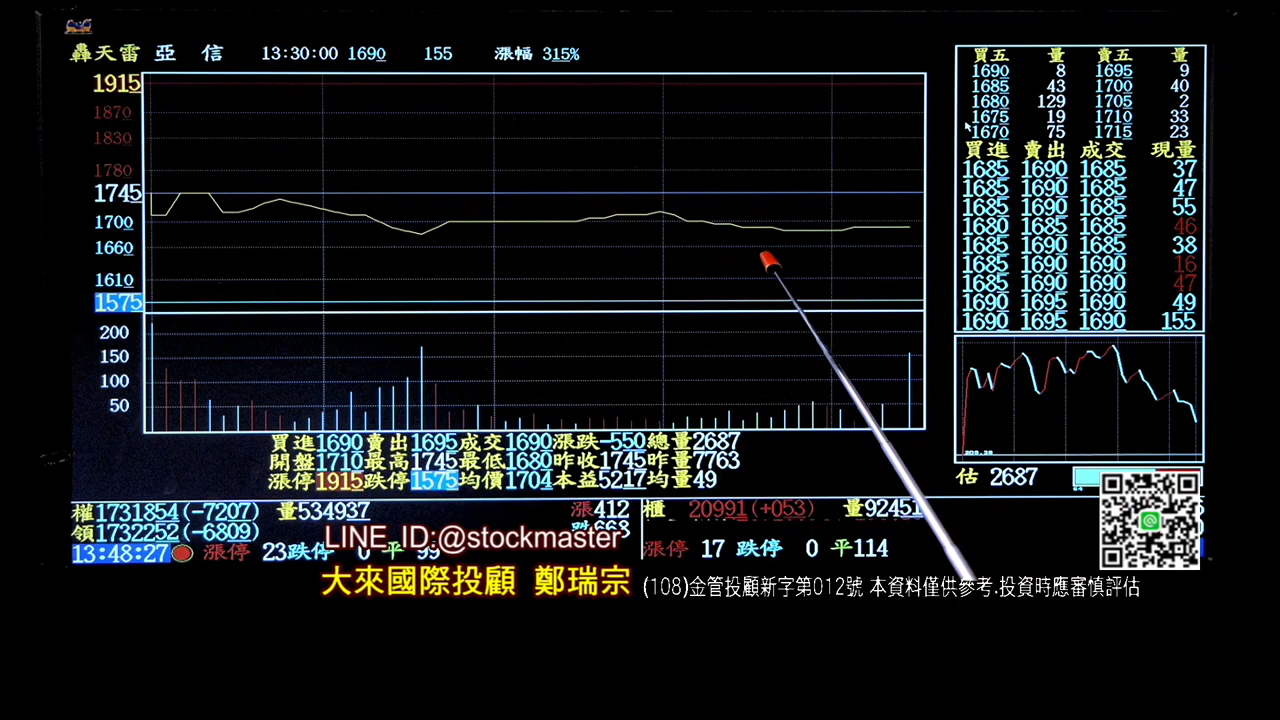 轟天雷 亞 信 13:30:00 1690 155 漲幅 315%
1915
1870
1830
1780
1745
1700
1660
1610
1575
200
150
100
50
買五 量 賣五 量
1690 8 1695 9
1685 43 1700 40
1680 129 1705 2
1675 19 1710 33
1670 75 1715 23
買進 賣出 成交 現量
1685 1690 1685 37
1685 1690 1685 47
1685 1690 1685 55
1680 1685 1680 46
1685 1690 1685 38
1685 1690 1690 16
1685 1690 1690 47
1690 1695 1690 49
1690 1695 1690 155
估 2687
買進1690賣出1695成交1690漲跌-550總量2687
開盤1710最高1745最低1680昨收1745昨量7763
漲停1915跌停1575均價1704本益5217均量49
權1731854(-7207) 量534937 漲412
領1732252(-6809) 跌668
櫃 20991(+053) 量92451
13:48:27 漲停 23跌停 0 平 99
漲停 17 跌停 0 平114
LINE ID:@stockmaster
大來國際投顧 鄭瑞宗
(108)金管投顧新字第012號 本資料僅供參考.投資時應審慎評估